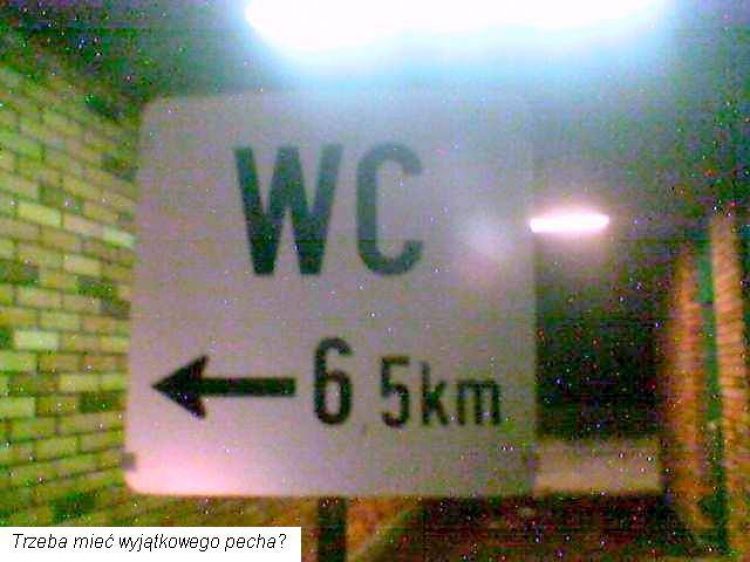 WC
← 6,5km
Trzeba mieć wyjątkowego pecha?